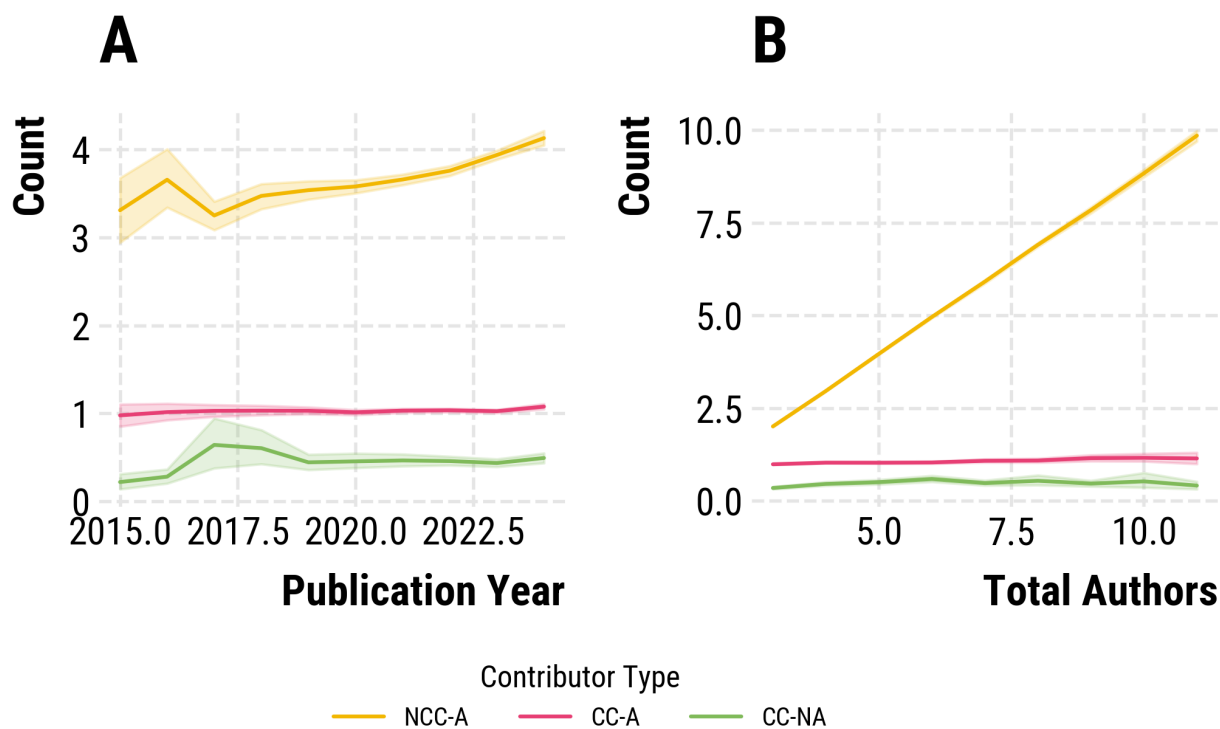 A
Count
4
3
2
1
0
2015.0 2017.5 2020.0 2022.5
Publication Year
B
Count
10.0
7.5
5.0
2.5
0.0
5.0 7.5 10.0
Total Authors
Contributor Type
NCC-A CC-A CC-NA